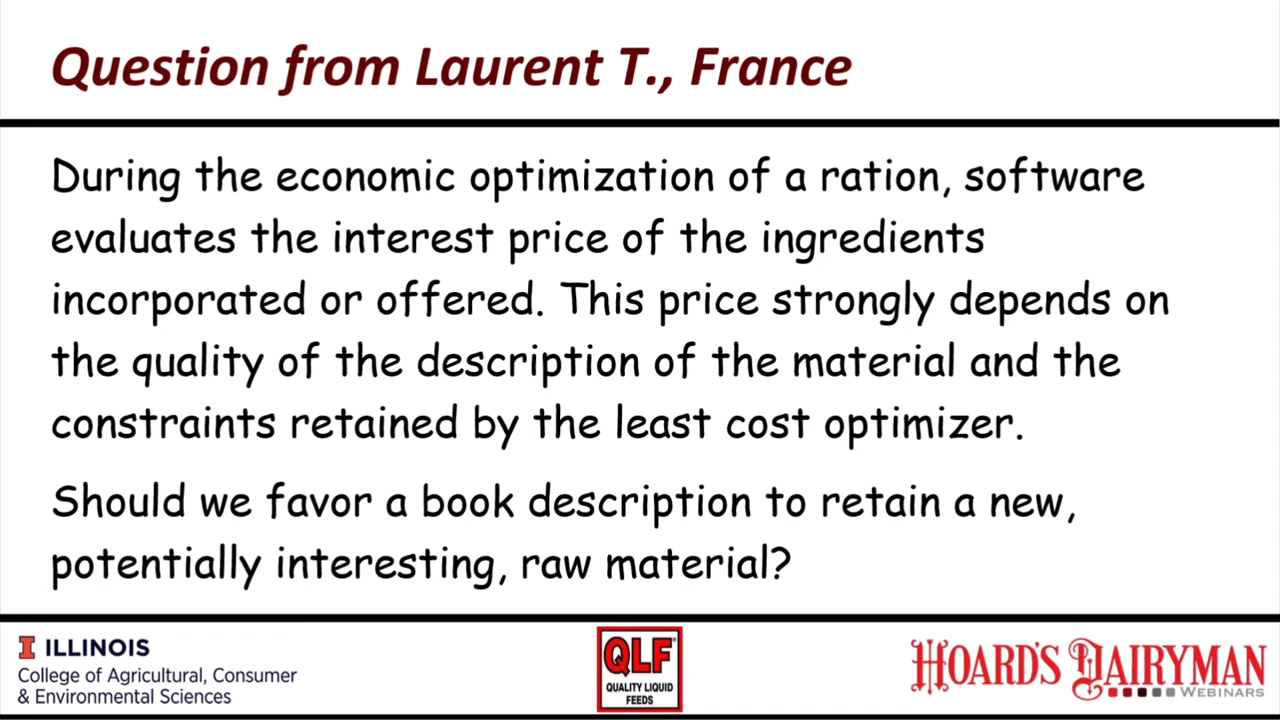 Question from Laurent T., France
During the economic optimization of a ration, software
evaluates the interest price of the ingredients
incorporated or offered. This price strongly depends on
the quality of the description of the material and the
constraints retained by the least cost optimizer.
Should we favor a book description to retain a new,
potentially interesting, raw material?
I ILLINOIS
College of Agricultural, Consumer
& Environmental Sciences
QLF®
QUALITY LIQUID
FEEDS
HOARD'S DAIRYMAN
WEBINARS